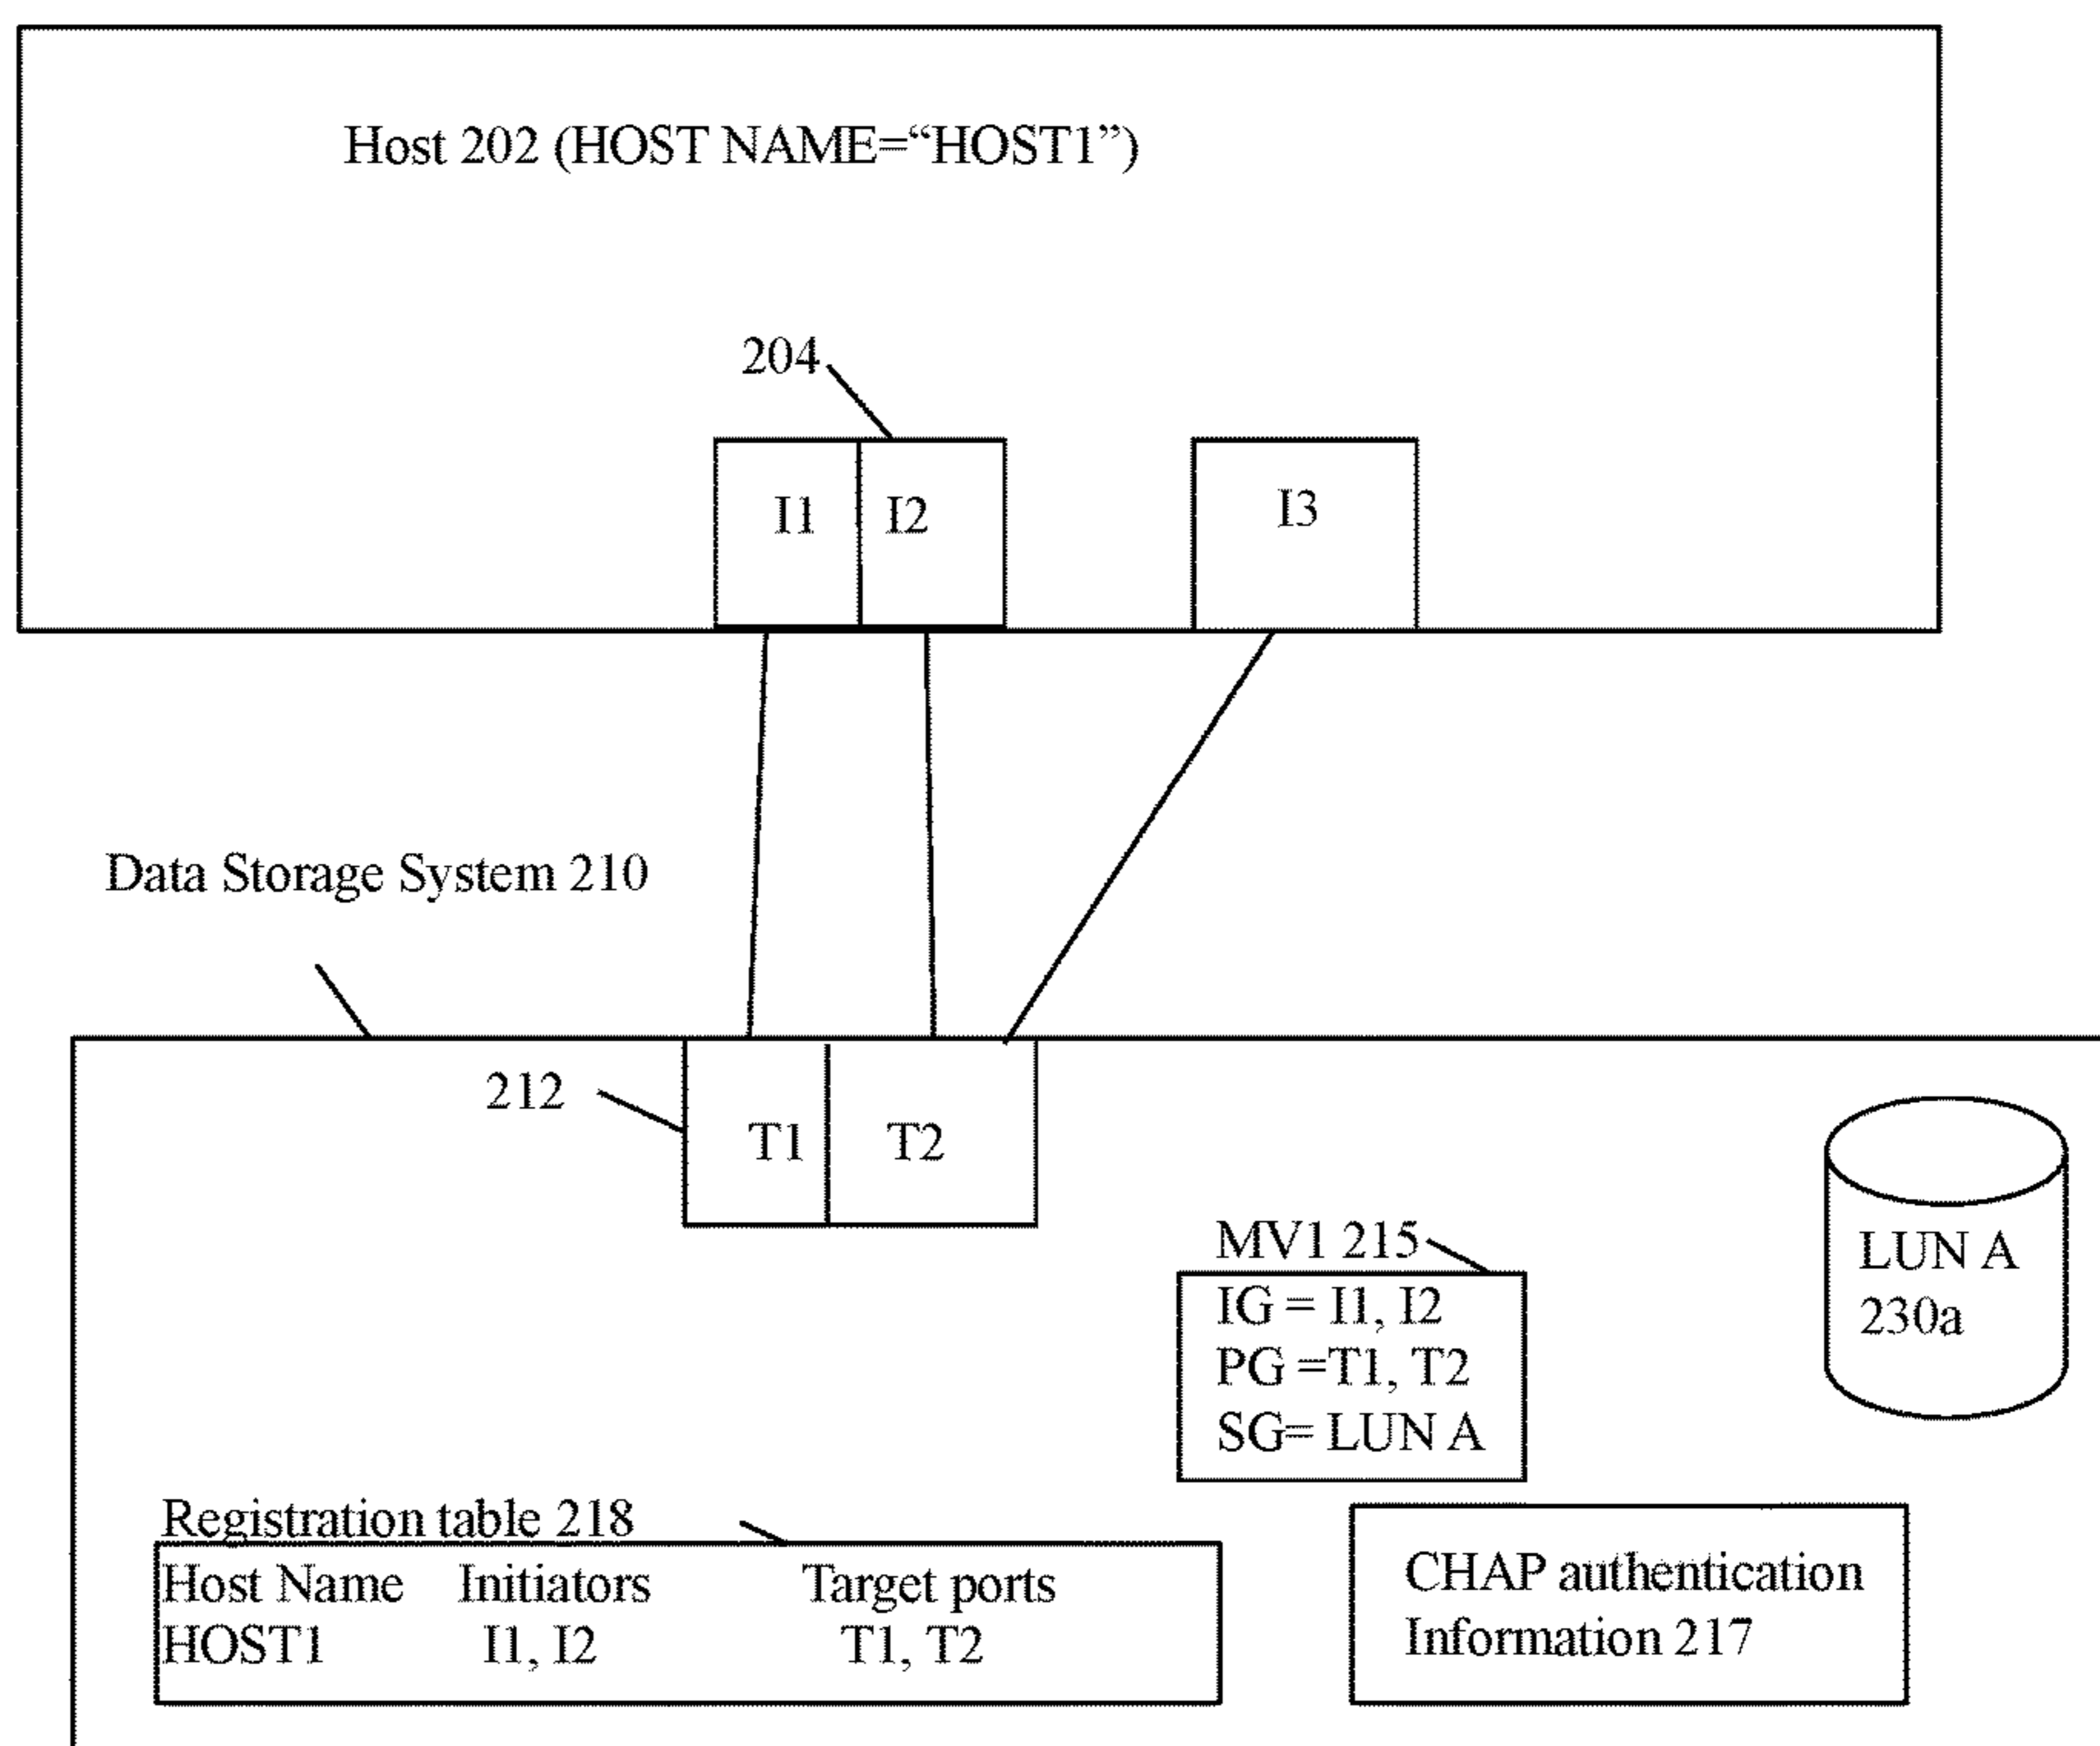 Host 202 (HOST NAME=“HOST1”)
204
I1 I2 I3
Data Storage System 210
212
T1 T2
MV1 215
IG = I1, I2
PG =T1, T2
SG= LUN A
LUN A
230a
Registration table 218
Host Name Initiators Target ports
HOST1 I1, I2 T1, T2
CHAP authentication
Information 217